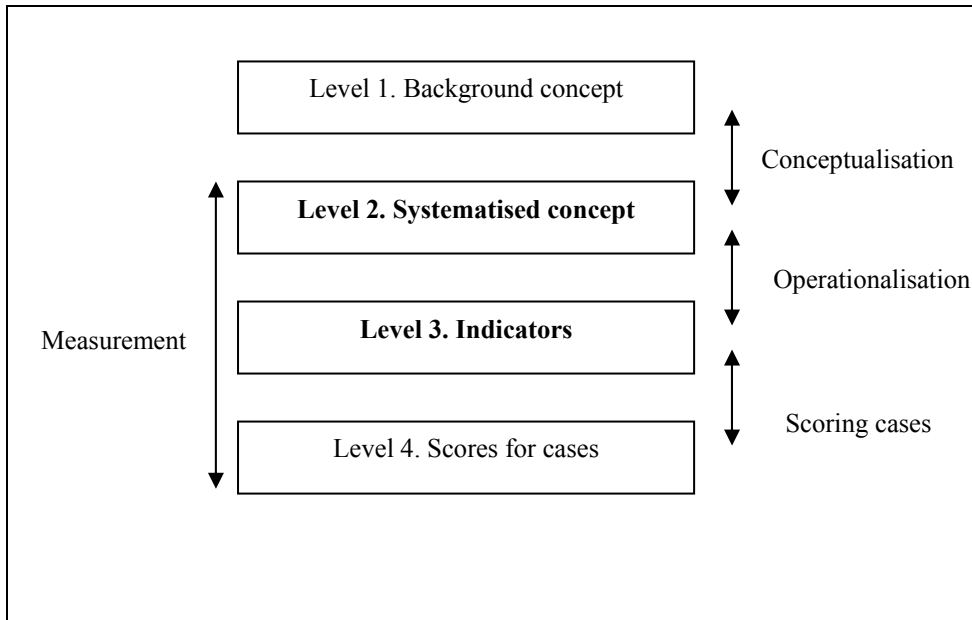 Level 1. Background concept
Conceptualisation
Level 2. Systematised concept
Operationalisation
Level 3. Indicators
Measurement
Scoring cases
Level 4. Scores for cases